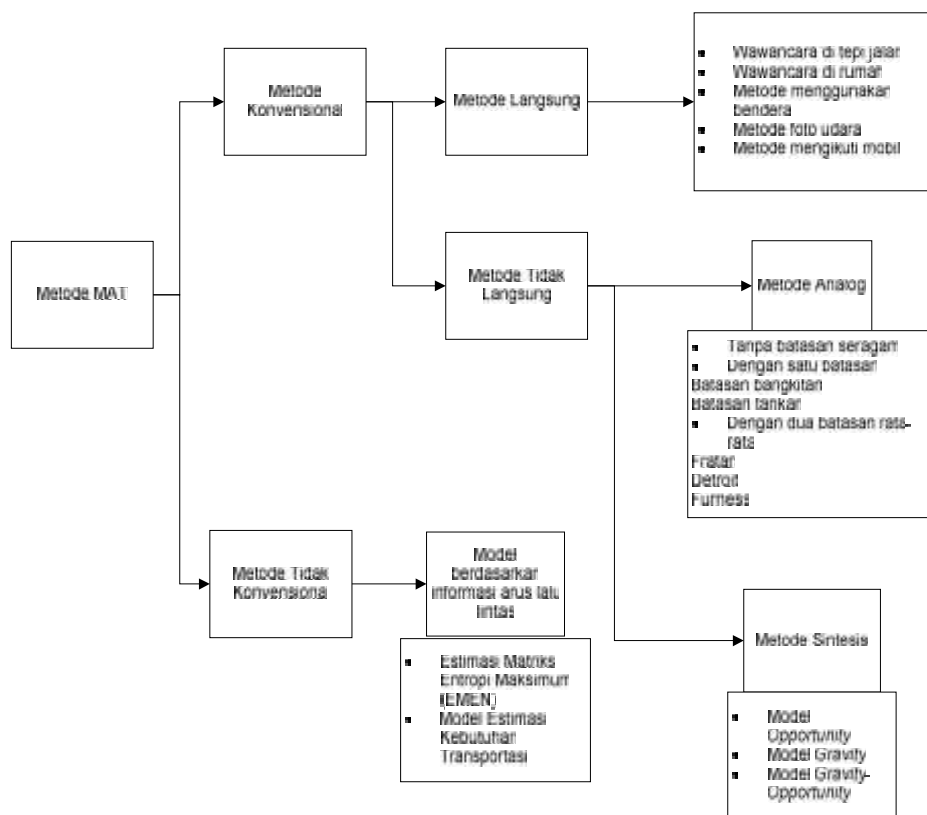 Metode MAT
Metode
Konvensional
Metode Langsung
▪ Wawancara di tepi jalan
▪ Wawancara di rumah
▪ Metode menggunakan
bendera
▪ Metode foto udara
▪ Metode mengikuti mobil
Metode Tidak
Langsung
Metode Analog
▪ Tanpa batasan seragam
▪ Dengan satu batasan
Batasan bangkitan
Batasan tarikan
▪ Dengan dua batasan rata-
rata
Fratar
Detroit
Furness
Metode Tidak
Konvensional
Model
berdasarkan
informasi arus lalu
lintas
▪ Estimasi Matriks
Entropi Maksimum
(EMEN)
▪ Model Estimasi
Kebutuhan
Transportasi
Metode Sintesis
▪ Model
Opportunity
▪ Model Gravity
▪ Model Gravity-
Opportunity